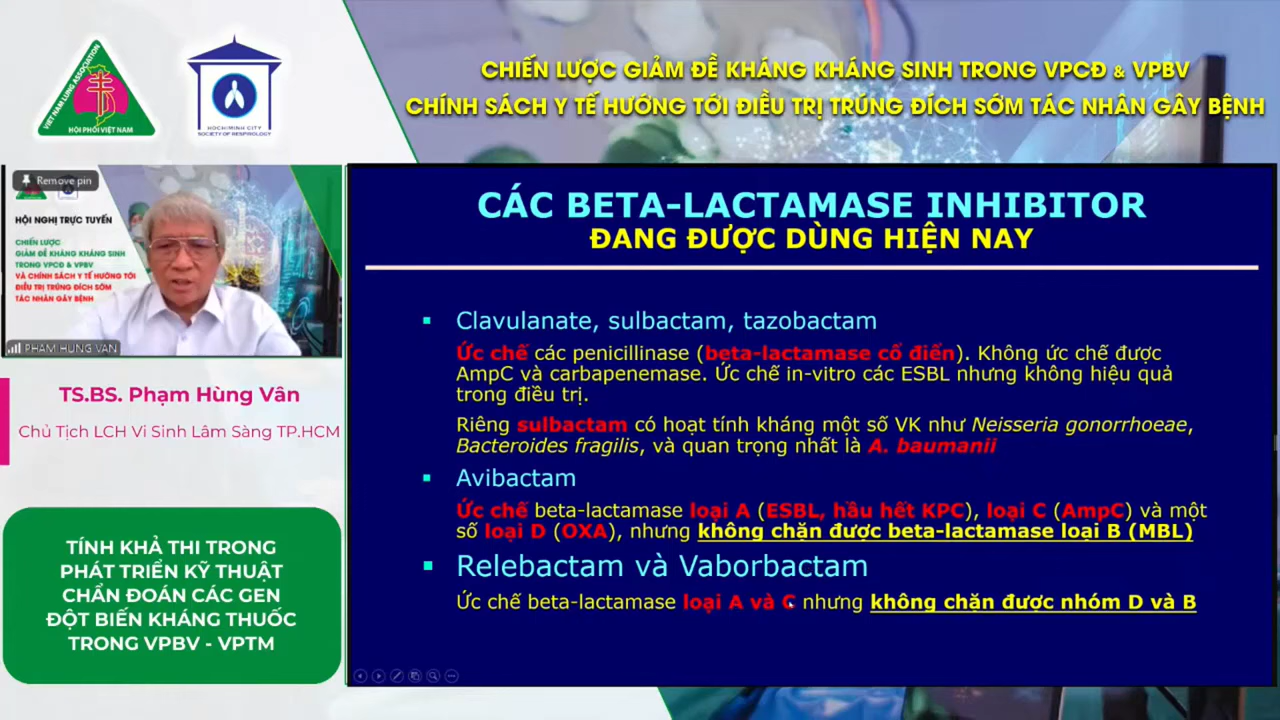 VIET NAM LUNG ASSOCIATION
HỘI PHỔI VIỆT NAM
HOCHIMINH CITY
SOCIETY OF RESPIROLOGY
CHIẾN LƯỢC GIẢM ĐỀ KHÁNG KHÁNG SINH TRONG VPCĐ & VPBV
CHÍNH SÁCH Y TẾ HƯỚNG TỚI ĐIỀU TRỊ TRÚNG ĐÍCH SỚM TÁC NHÂN GÂY BỆNH
Remove pin
HỘI NGHỊ TRỰC TUYẾN
CHIẾN LƯỢC
GIẢM ĐỀ KHÁNG KHÁNG SINH
TRONG VPCĐ & VPBV
VÀ CHÍNH SÁCH Y TẾ HƯỚNG TỚI
ĐIỀU TRỊ TRÚNG ĐÍCH SỚM
TÁC NHÂN GÂY BỆNH
PHAM HUNG VAN
TS.BS. Phạm Hùng Vân
Chủ Tịch LCH Vi Sinh Lâm Sàng TP.HCM
TÍNH KHẢ THI TRONG
PHÁT TRIỂN KỸ THUẬT
CHẨN ĐOÁN CÁC GEN
ĐỘT BIẾN KHÁNG THUỐC
TRONG VPBV - VPTM
CÁC BETA-LACTAMASE INHIBITOR
ĐANG ĐƯỢC DÙNG HIỆN NAY
▪ Clavulanate, sulbactam, tazobactam
Ức chế các penicillinase (beta-lactamase cổ điển). Không ức chế được
AmpC và carbapenemase. Ức chế in-vitro các ESBL nhưng không hiệu quả
trong điều trị.
Riêng sulbactam có hoạt tính kháng một số VK như Neisseria gonorrhoeae,
Bacteroides fragilis, và quan trọng nhất là A. baumanii
▪ Avibactam
Ức chế beta-lactamase loại A (ESBL, hầu hết KPC), loại C (AmpC) và một
số loại D (OXA), nhưng không chặn được beta-lactamase loại B (MBL)
▪ Relebactam và Vaborbactam
Ức chế beta-lactamase loại A và C nhưng không chặn được nhóm D và B